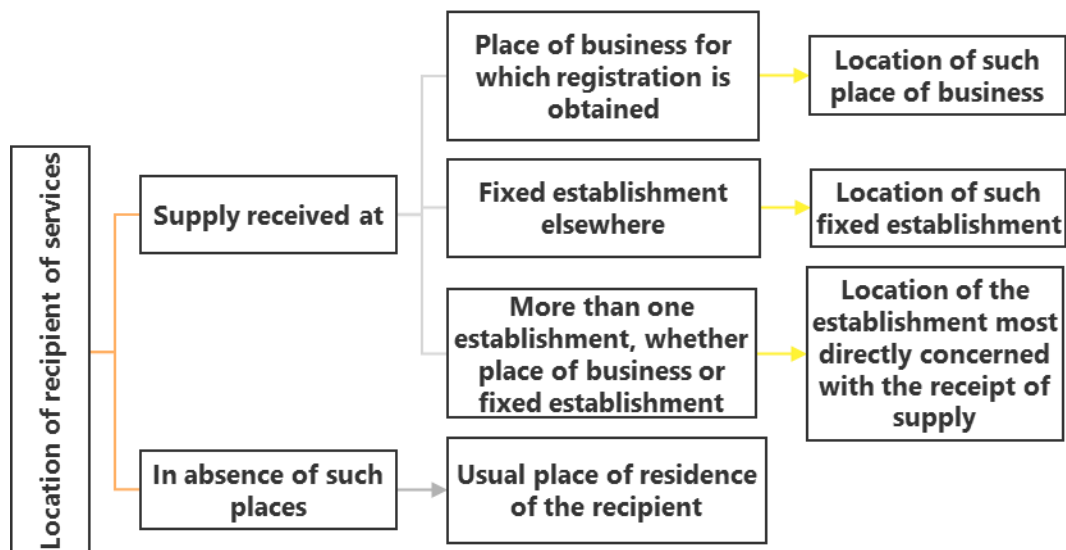 Location of recipient of services
Supply received at
Place of business for
which registration is
obtained
Location of such
place of business
Fixed establishment
elsewhere
Location of such
fixed establishment
More than one
establishment, whether
place of business or
fixed establishment
Location of the
establishment most
directly concerned
with the receipt of
supply
In absence of such
places
Usual place of residence
of the recipient